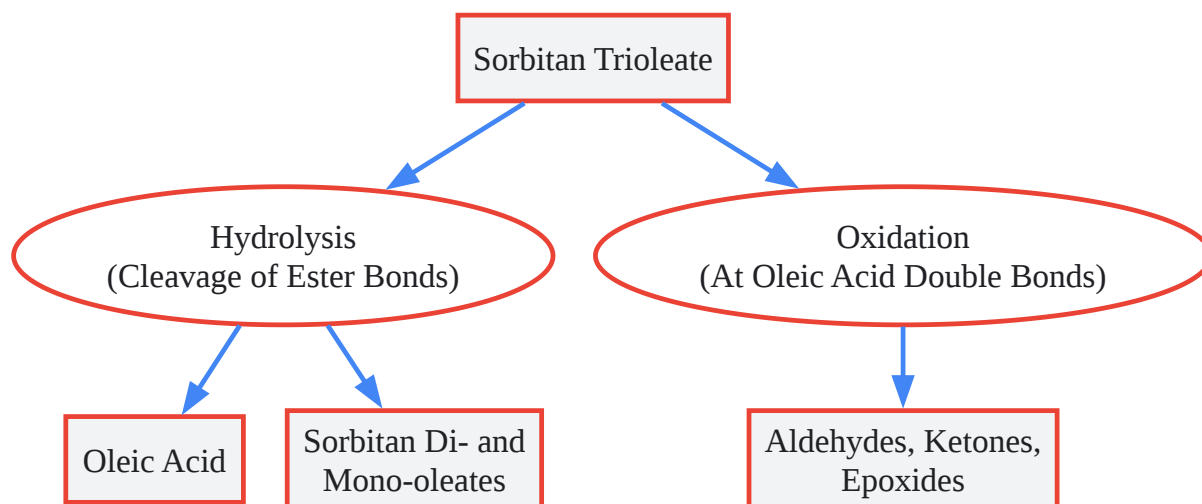 Sorbitan Trioleate
Hydrolysis
(Cleavage of Ester Bonds)
Oxidation
(At Oleic Acid Double Bonds)
Oleic Acid
Sorbitan Di- and
Mono-oleates
Aldehydes, Ketones,
Epoxides